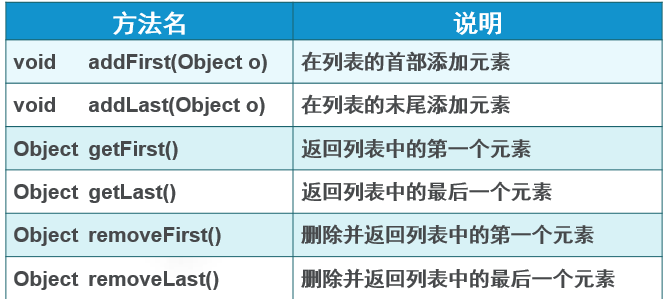 方法名 说明
void addFirst(Object o) 在列表的首部添加元素
void addLast(Object o) 在列表的末尾添加元素
Object getFirst() 返回列表中的第一个元素
Object getLast() 返回列表中的最后一个元素
Object removeFirst() 删除并返回列表中的第一个元素
Object removeLast() 删除并返回列表中的最后一个元素